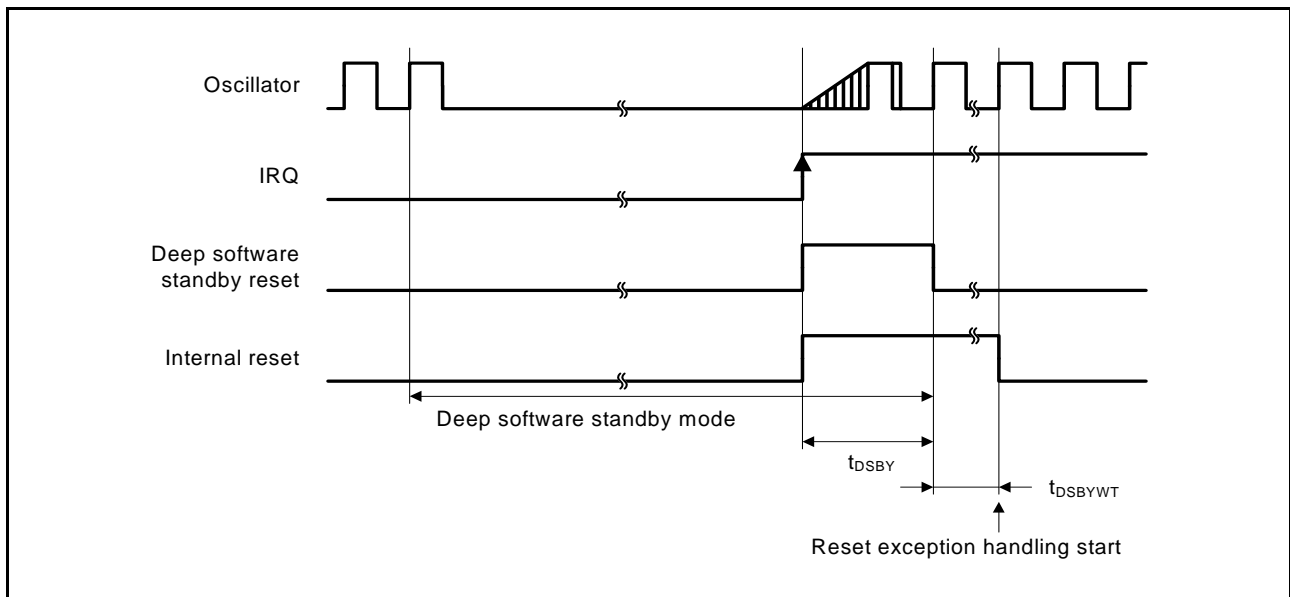 Oscillator
IRQ
Deep software
standby reset
Internal reset
Deep software standby mode
tDSBY
tDSBYWT
Reset exception handling start